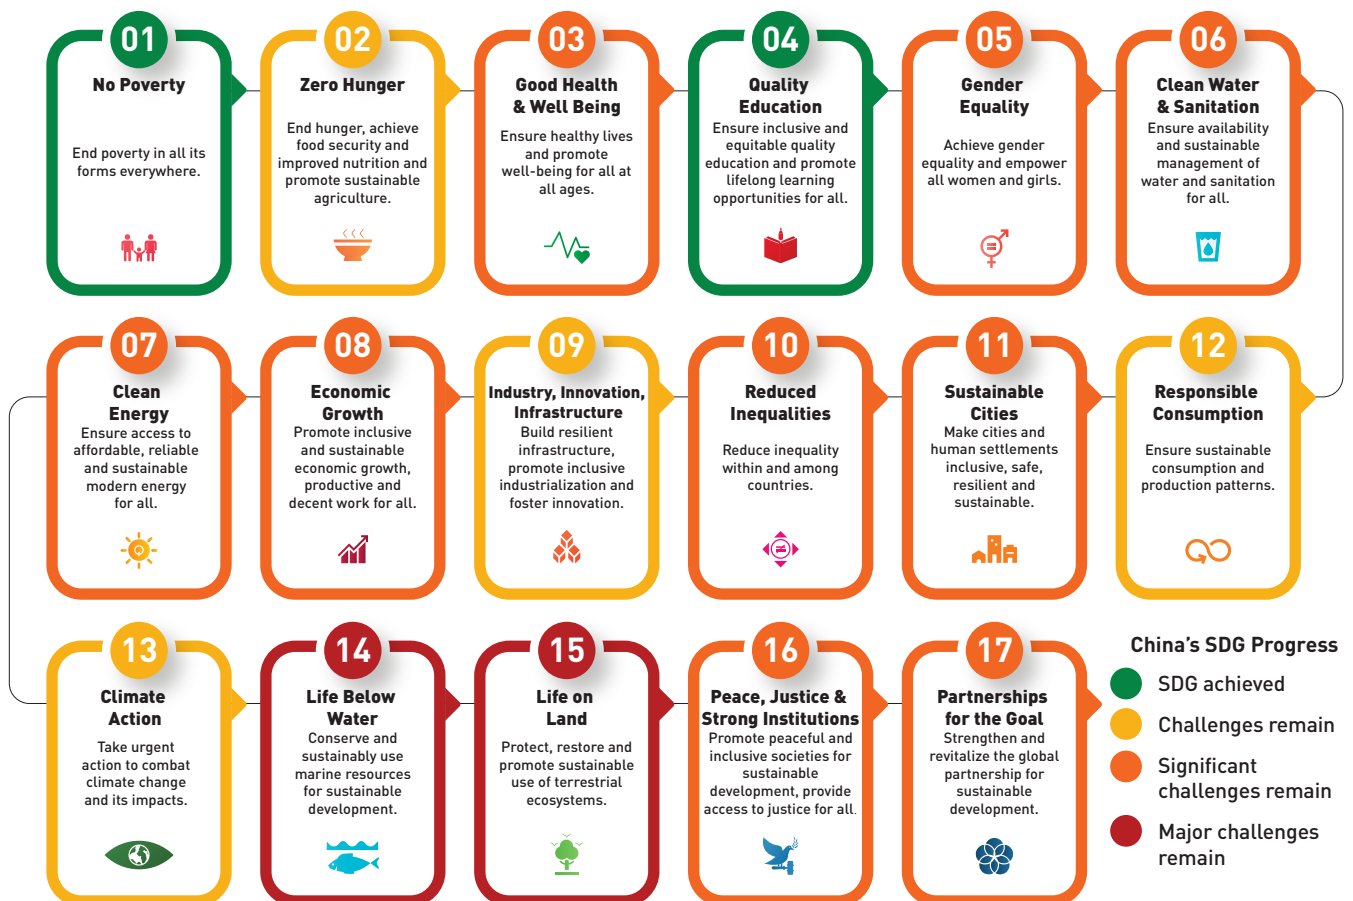 01
No Poverty
End poverty in all its
forms everywhere.
02
Zero Hunger
End hunger, achieve
food security and
improved nutrition and
promote sustainable
agriculture.
03
Good Health
& Well Being
Ensure healthy lives
and promote
well-being for all at
all ages.
04
Quality
Education
Ensure inclusive and
equitable quality
education and promote
lifelong learning
opportunities for all.
05
Gender
Equality
Achieve gender
equality and empower
all women and girls.
06
Clean Water
& Sanitation
Ensure availability
and sustainable
management of
water and sanitation
for all.
07
Clean
Energy
Ensure access to
affordable, reliable
and sustainable
modern energy
for all.
08
Economic
Growth
Promote inclusive
and sustainable
economic growth,
productive and
decent work for all.
09
Industry, Innovation,
Infrastructure
Build resilient
infrastructure,
promote inclusive
industrialization and
foster innovation.
10
Reduced
Inequalities
Reduce inequality
within and among
countries.
11
Sustainable
Cities
Make cities and
human settlements
inclusive, safe,
resilient and
sustainable.
12
Responsible
Consumption
Ensure sustainable
consumption and
production patterns.
13
Climate
Action
Take urgent
action to combat
climate change
and its impacts.
14
Life Below
Water
Conserve and
sustainably use
marine resources
for sustainable
development.
15
Life on
Land
Protect, restore and
promote sustainable
use of terrestrial
ecosystems.
16
Peace, Justice &
Strong Institutions
Promote peaceful and
inclusive societies for
sustainable
development, provide
access to justice for all.
17
Partnerships
for the Goal
Strengthen and
revitalize the global
partnership for
sustainable
development.
China’s SDG Progress
SDG achieved
Challenges remain
Significant
challenges remain
Major challenges
remain